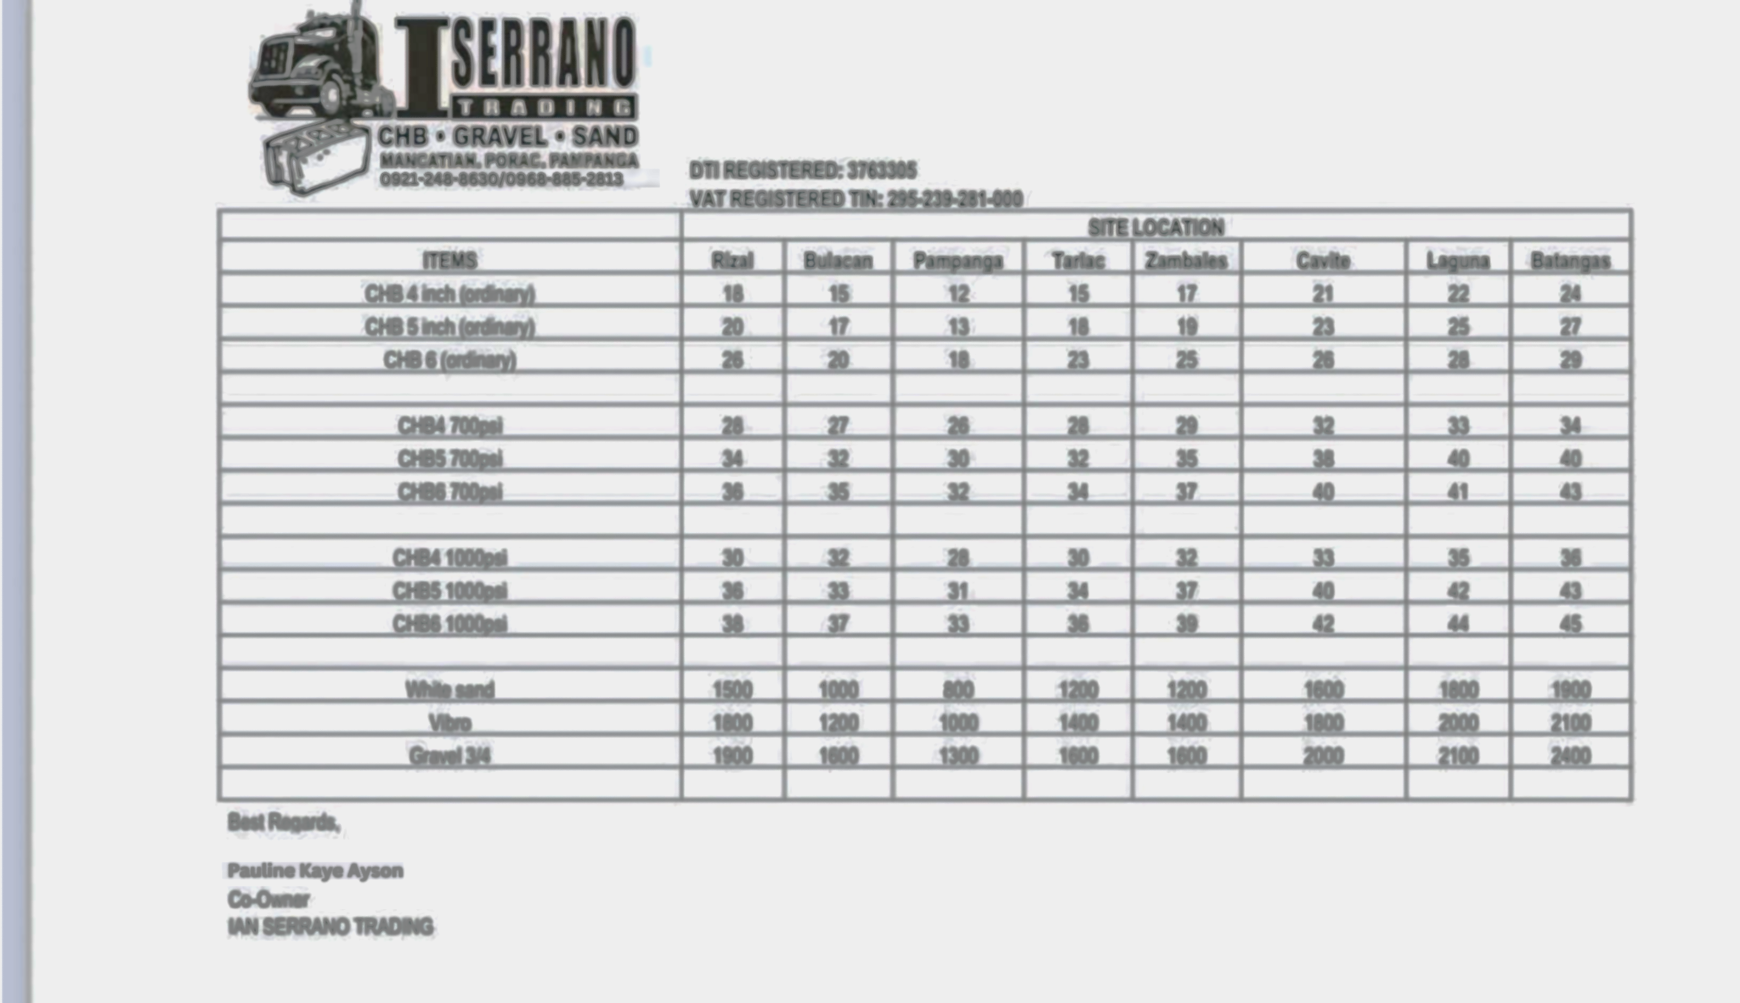 I SERRANO
TRADING
CHB • GRAVEL • SAND
MANCATIAN, PORAC, PAMPANGA
0921-248-8630/0968-885-2813
DTI REGISTERED: 3763305
VAT REGISTERED TIN: 295-239-281-000
SITE LOCATION
ITEMS Rizal Bulacan Pampanga Tarlac Zambales Cavite Laguna Batangas
CHB 4 inch (ordinary) 18 15 12 15 17 21 22 24
CHB 5 inch (ordinary) 20 17 13 18 19 23 25 27
CHB 6 (ordinary) 26 20 18 23 25 26 28 29
CHB4 700psi 28 27 26 28 29 32 33 34
CHB5 700psi 34 32 30 32 35 38 40 40
CHB6 700psi 36 35 32 34 37 40 41 43
CHB4 1000psi 30 32 28 30 32 33 35 36
CHB5 1000psi 36 33 31 34 37 40 42 43
CHB6 1000psi 38 37 33 36 39 42 44 45
White sand 1500 1000 800 1200 1200 1600 1800 1900
Vibro 1800 1200 1000 1400 1400 1800 2000 2100
Gravel 3/4 1900 1600 1300 1600 1600 2000 2100 2400
Best Regards,
Pauline Kaye Ayson
Co-Owner
IAN SERRANO TRADING